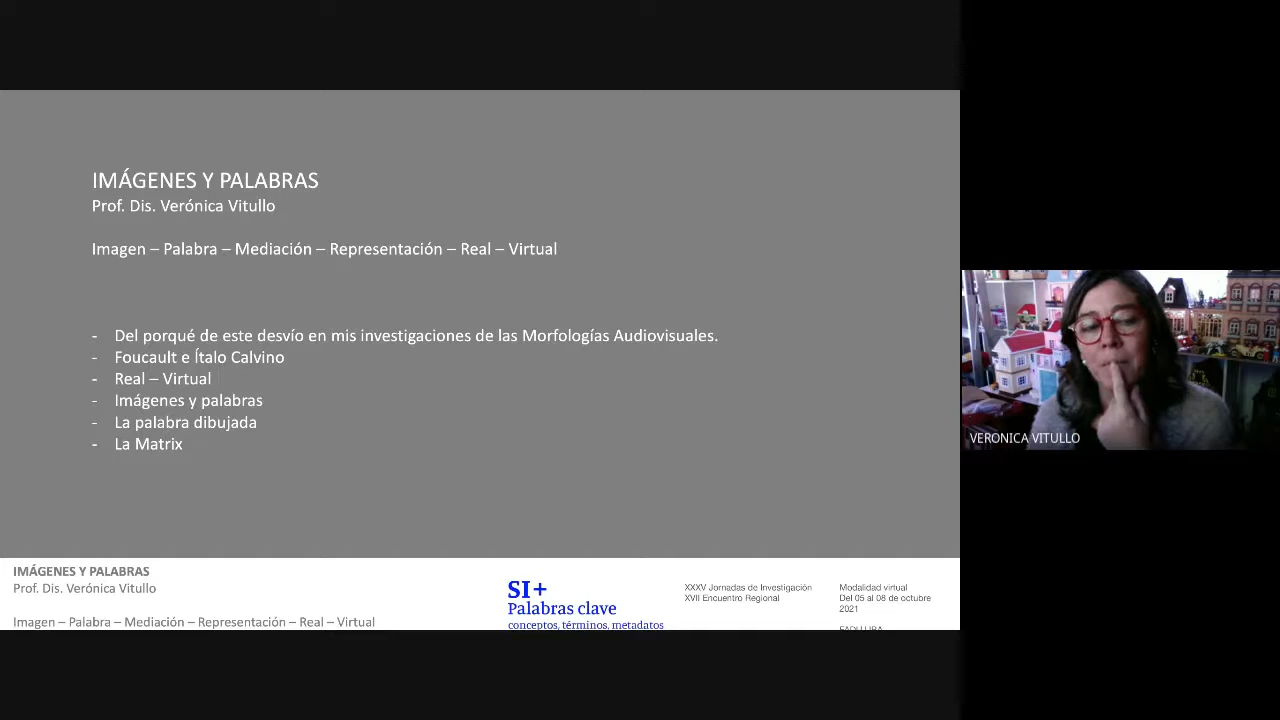 IMÁGENES Y PALABRAS
Prof. Dis. Verónica Vitullo
Imagen – Palabra – Mediación – Representación – Real – Virtual
- Del porqué de este desvío en mis investigaciones de las Morfologías Audiovisuales.
- Foucault e Ítalo Calvino
- Real – Virtual
- Imágenes y palabras
- La palabra dibujada
- La Matrix
VERONICA VITULLO
IMÁGENES Y PALABRAS
Prof. Dis. Verónica Vitullo
Imagen – Palabra – Mediación – Representación – Real – Virtual
SI+
Palabras clave
conceptos, términos, metadatos
XXXV Jornadas de Investigación
XVII Encuentro Regional
Modalidad virtual
Del 05 al 08 de octubre
2021